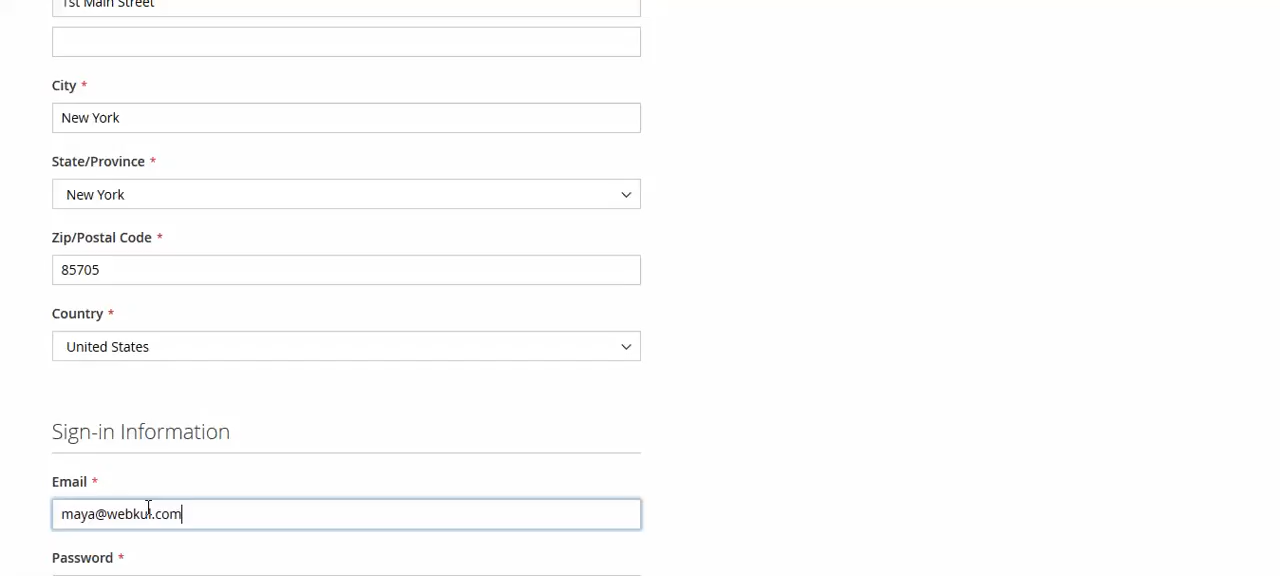 1st Main Street
City *
New York
State/Province *
New York
Zip/Postal Code *
85705
Country *
United States
Sign-in Information
Email *
maya@webkul.com
Password *